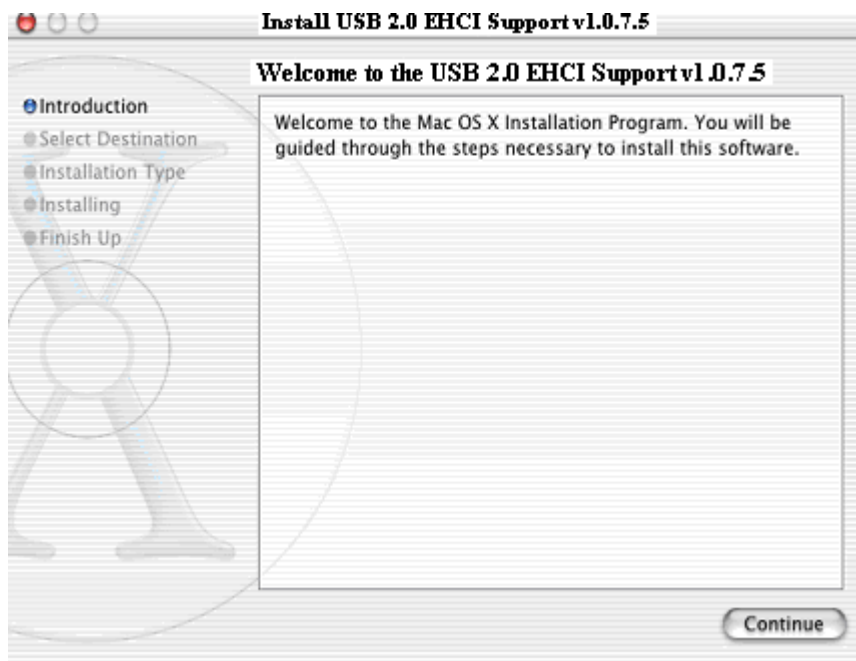 Install USB 2.0 EHCI Support v1.0.7.5
Welcome to the USB 2.0 EHCI Support v1.0.7.5
Introduction
Select Destination
Installation Type
Installing
Finish Up
Welcome to the Mac OS X Installation Program. You will be
guided through the steps necessary to install this software.
Continue